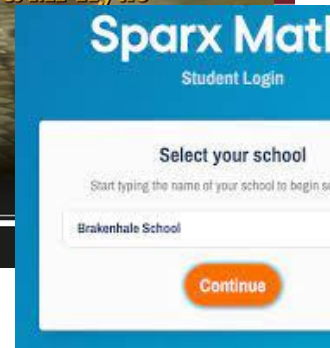 Sparx Mat
Student Login
Select your school
Start typing the name of your school to begin se
Brakenhale School
Continue